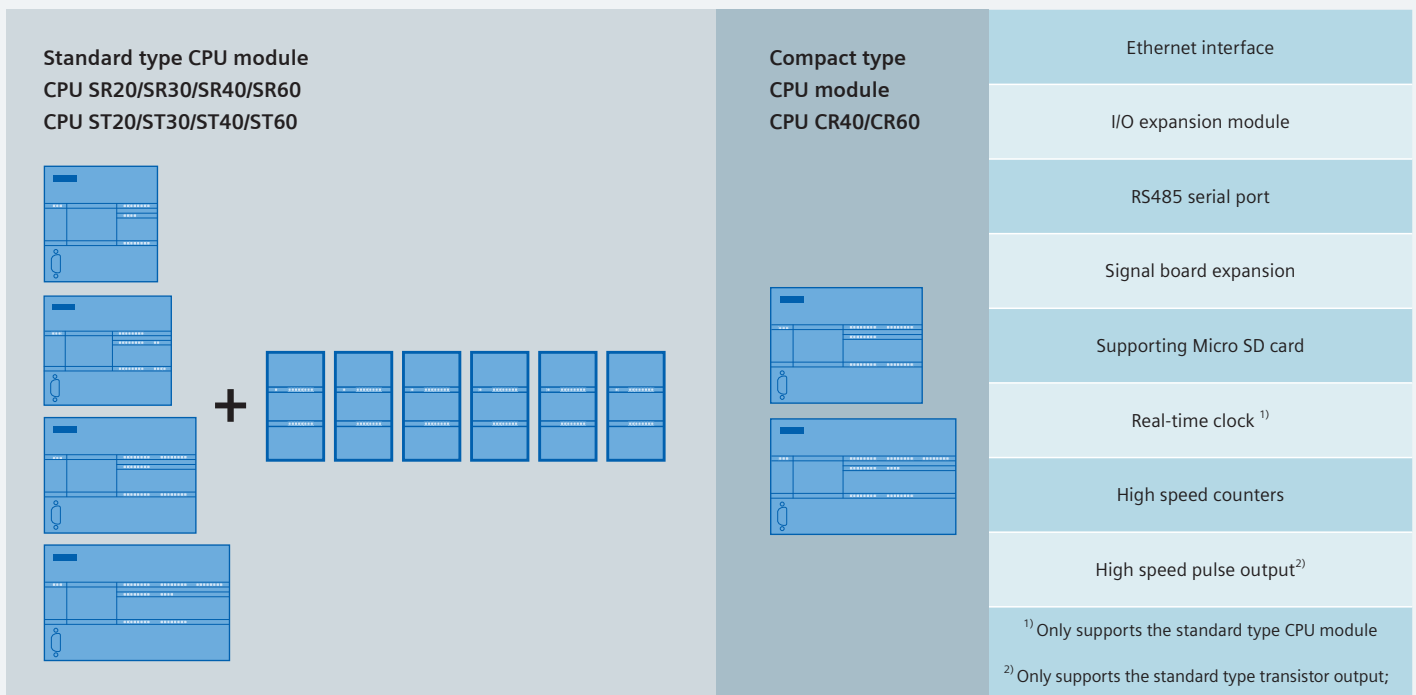 Standard type CPU module
CPU SR20/SR30/SR40/SR60
CPU ST20/ST30/ST40/ST60
Compact type
CPU module
CPU CR40/CR60
Ethernet interface
I/O expansion module
RS485 serial port
Signal board expansion
Supporting Micro SD card
Real-time clock 1)
High speed counters
High speed pulse output2)
1) Only supports the standard type CPU module
2) Only supports the standard type transistor output;